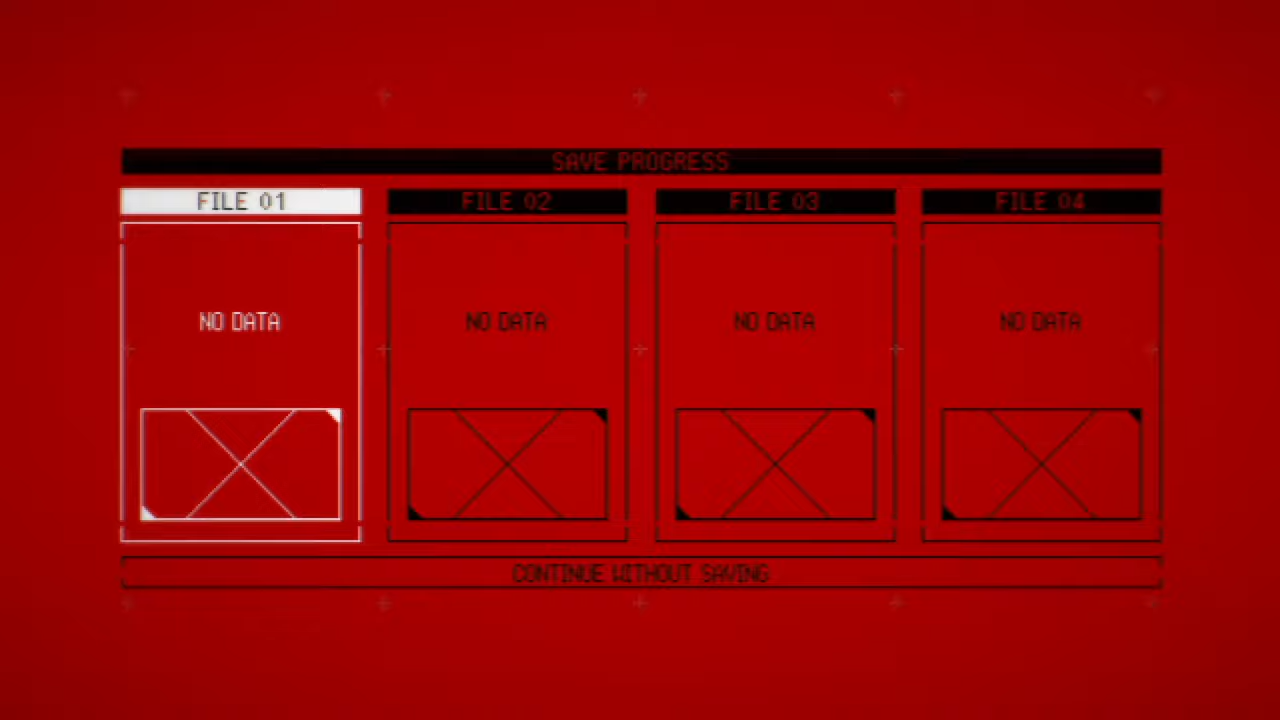 SAVE PROGRESS
FILE 01 FILE 02 FILE 03 FILE 04
NO DATA NO DATA NO DATA NO DATA
CONTINUE WITHOUT SAVING